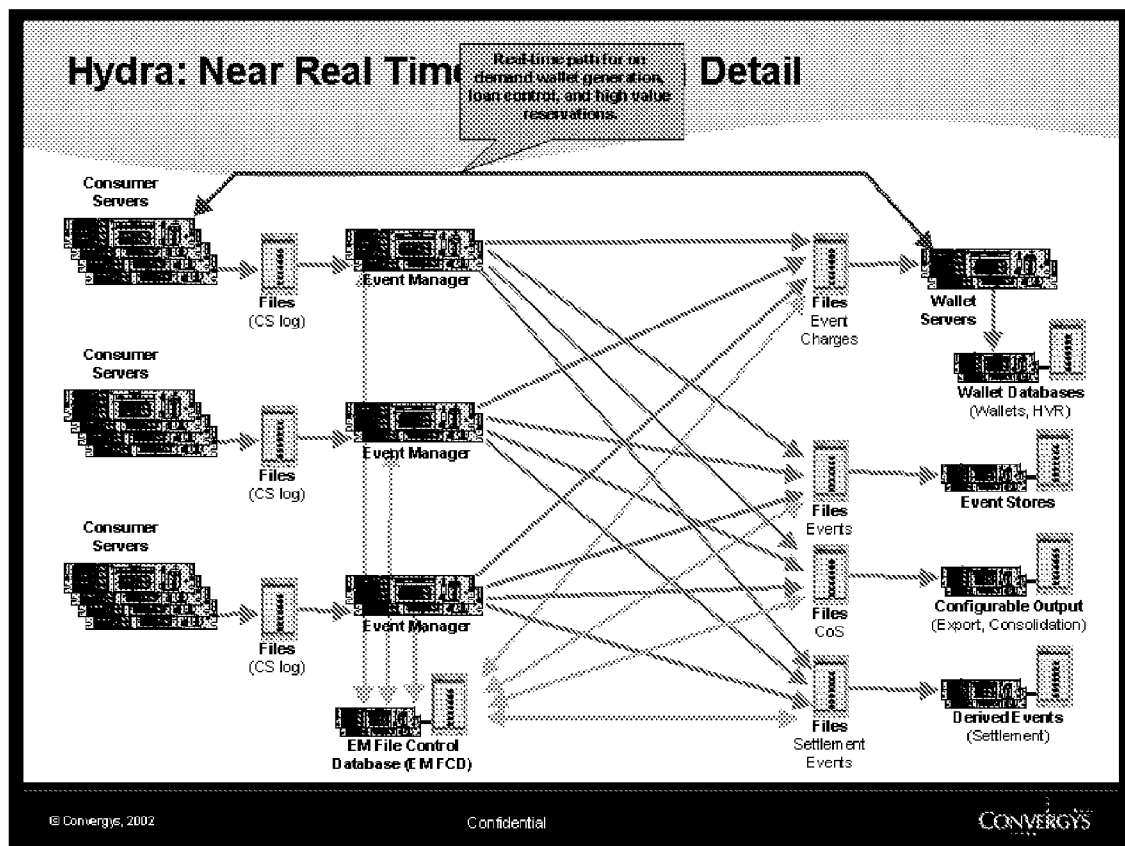 Hydra: Near Real Time Detail
Real-time path for on
demand wallet generation,
loan control, and high value
reservations.
Consumer
Servers
Files
(CS log)
Event Manager
Files
Event
Charges
Wallet
Servers
Wallet Databases
(Wallets, HVR)
Consumer
Servers
Files
(CS log)
Event Manager
Files
Events
Event Stores
Consumer
Servers
Files
(CS log)
Event Manager
Files
CoS
Configurable Output
(Export, Consolidation)
EM File Control
Database (EM FCD)
Files
Settlement
Events
Derived Events
(Settlement)
© Convergys, 2002
Confidential
CONVERGYS